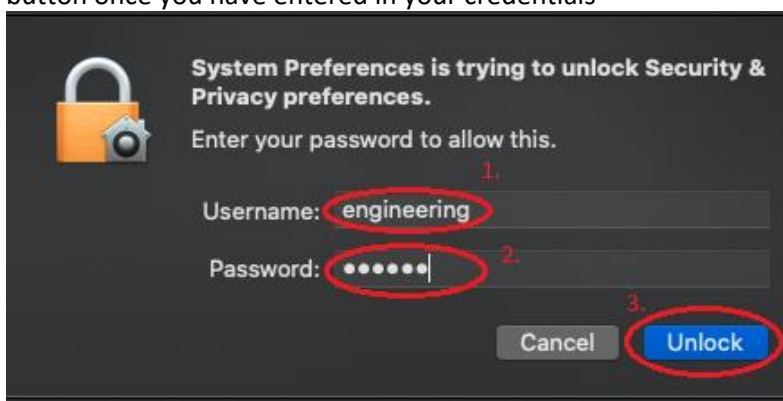 button once you have entered in your credentials
System Preferences is trying to unlock Security &
Privacy preferences.
Enter your password to allow this.
1.
Username: engineering
Password: ●●●●●●
2.
3.
Cancel
Unlock